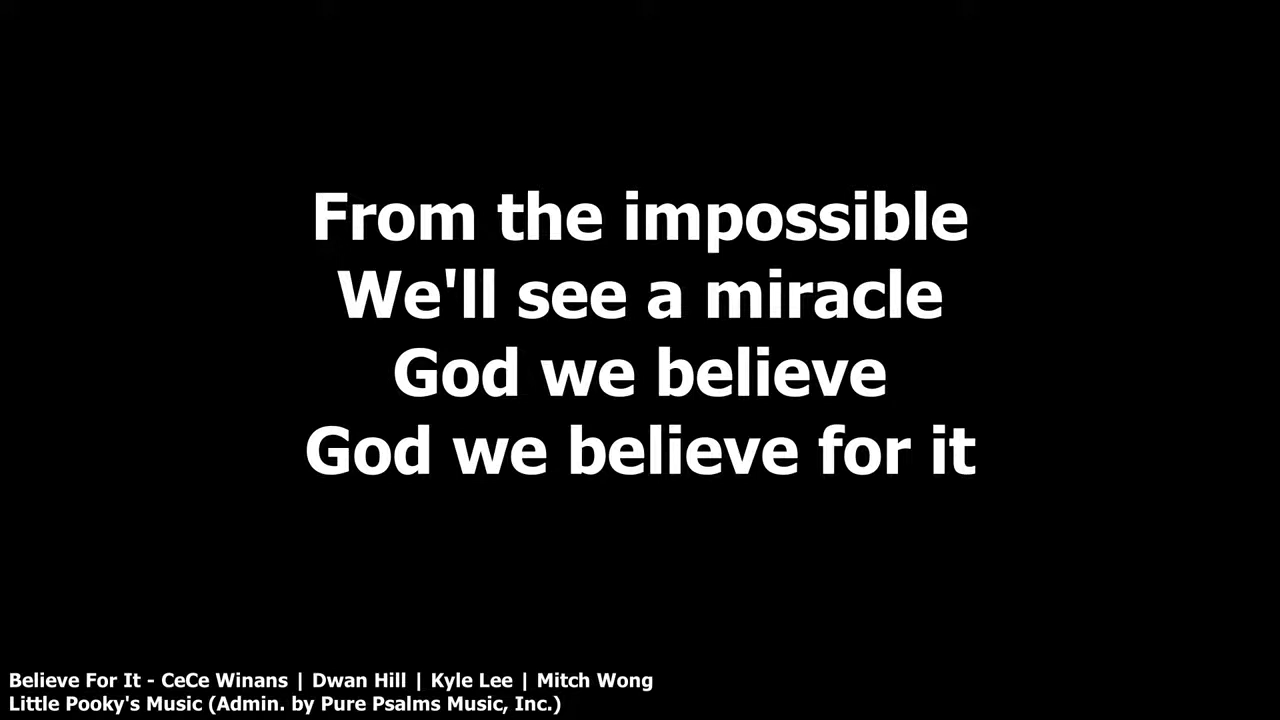 From the impossible
We'll see a miracle
God we believe
God we believe for it
Believe For It - CeCe Winans | Dwan Hill | Kyle Lee | Mitch Wong
Little Pooky's Music (Admin. by Pure Psalms Music, Inc.)